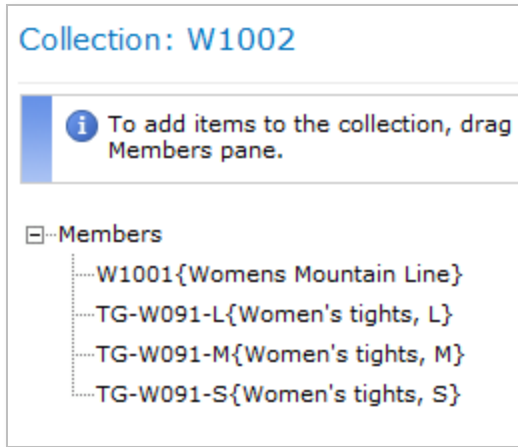 Collection: W1002
To add items to the collection, drag
Members pane.
Members
W1001{Womens Mountain Line}
TG-W091-L{Women's tights, L}
TG-W091-M{Women's tights, M}
TG-W091-S{Women's tights, S}